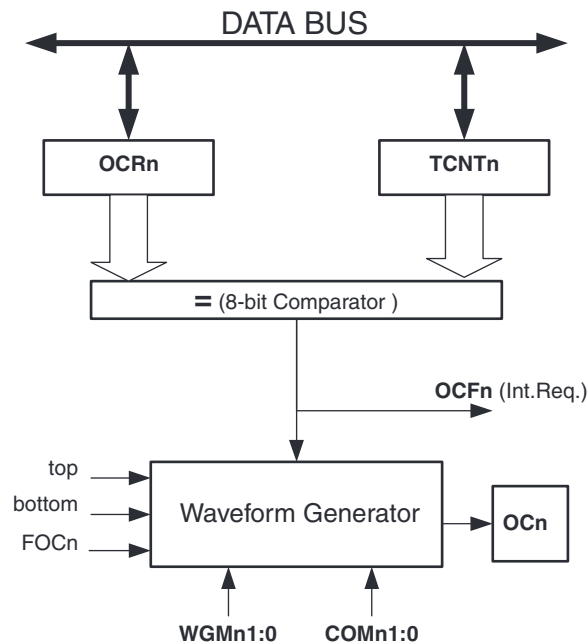 DATA BUS
OCRn
TCNTn
= (8-bit Comparator )
OCFn (Int.Req.)
top
bottom
FOCn
Waveform Generator
OCn
WGMn1:0
COMn1:0